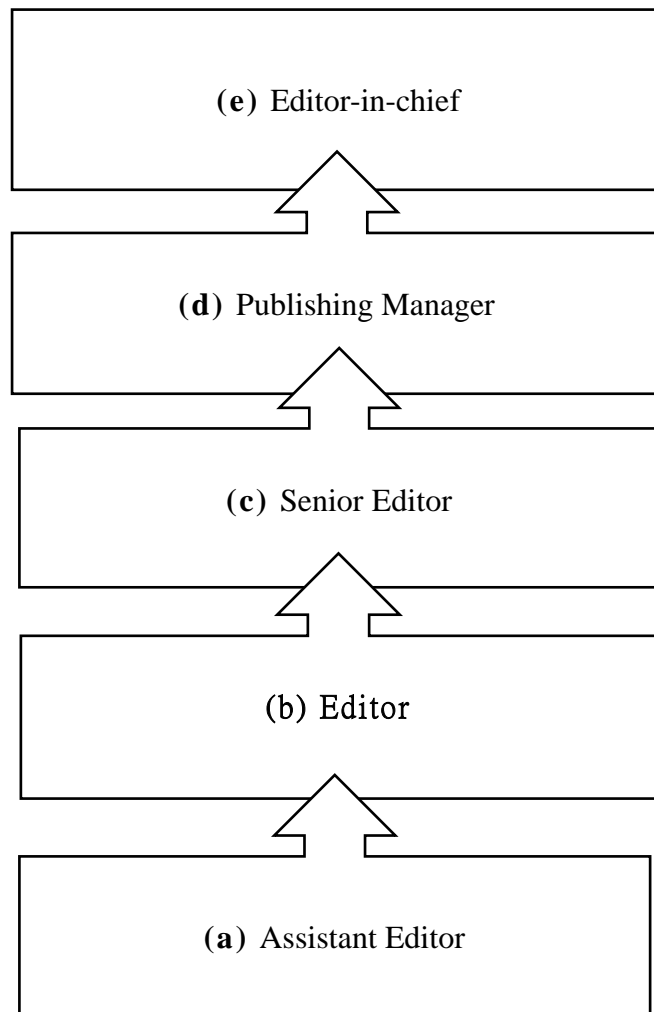 (e) Editor-in-chief
(d) Publishing Manager
(c) Senior Editor
(b) Editor
(a) Assistant Editor